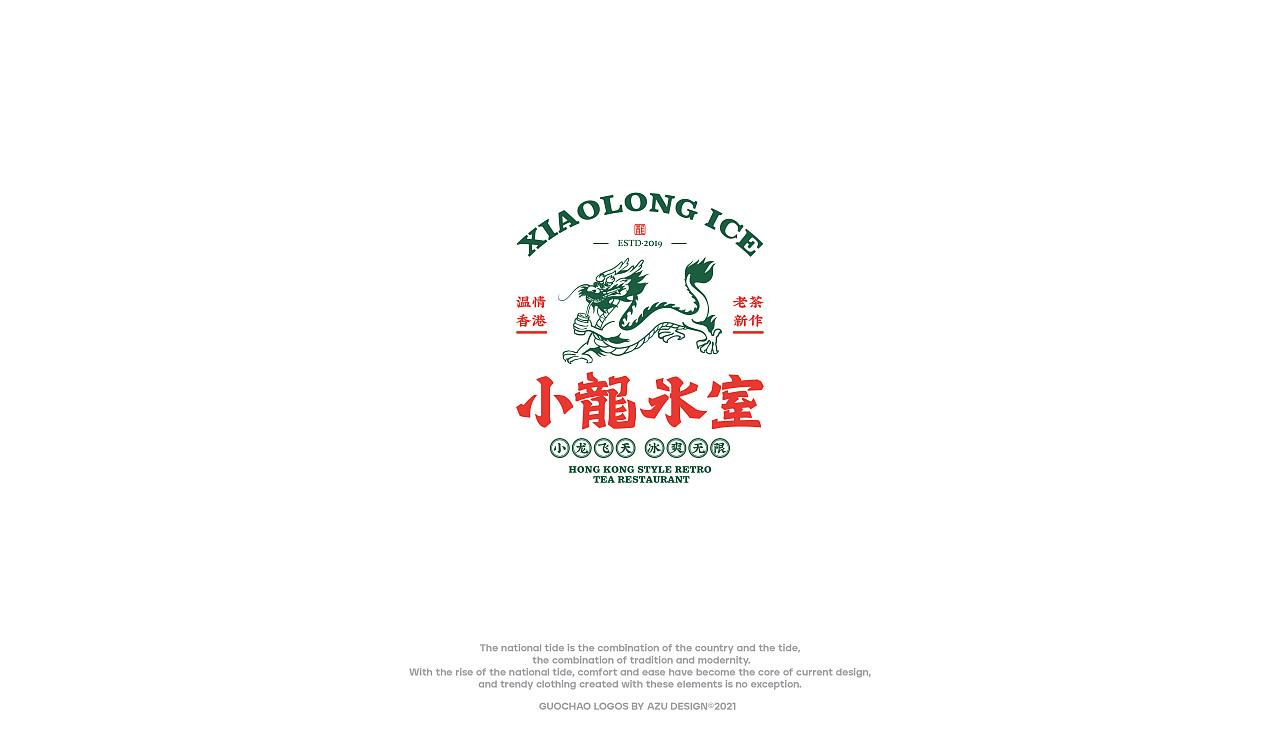 XIAOLONG ICE
龍
ESTD·2019
温情
香港
老茶
新作
小龍氷室
小龙飞天 冰爽无限
HONG KONG STYLE RETRO
TEA RESTAURANT
The national tide is the combination of the country and the tide,
the combination of tradition and modernity.
With the rise of the national tide, comfort and ease have become the core of current design,
and trendy clothing created with these elements is no exception.
GUOCHAO LOGOS BY AZU DESIGN©2021